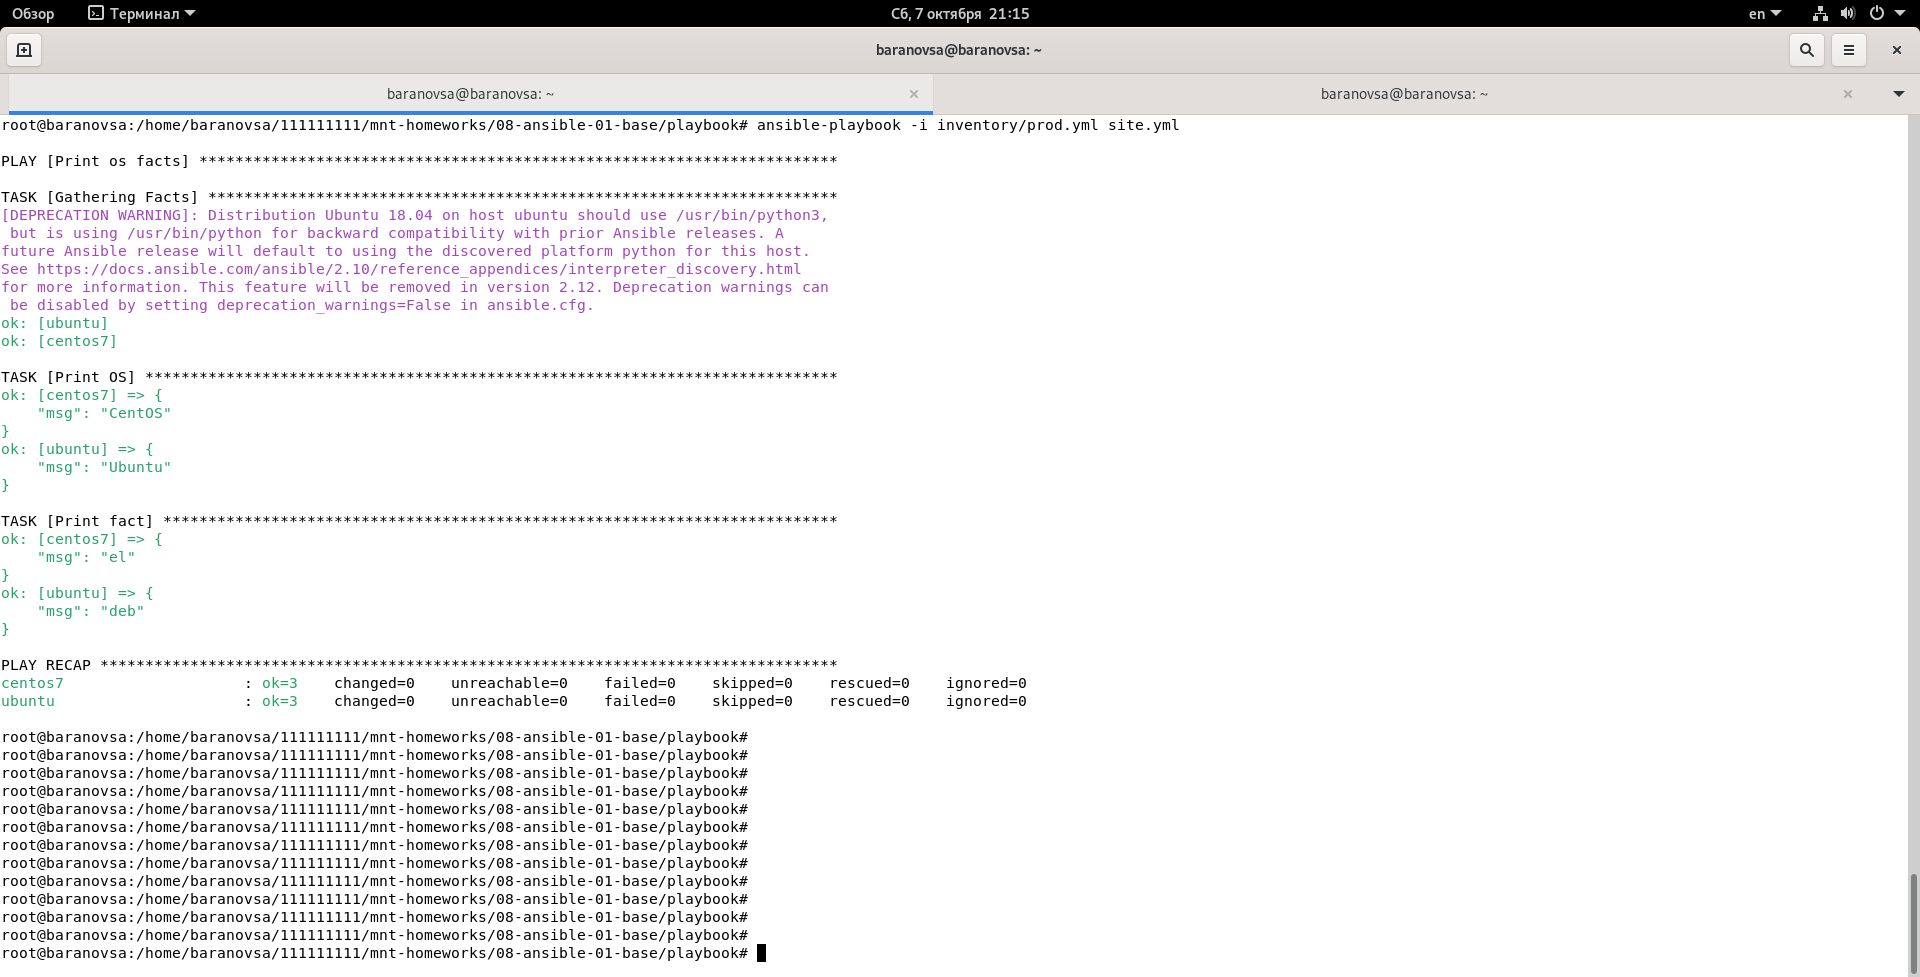 Обзор Терминал Сб, 7 октября 21:15 en
baranovsa@baranovsa: ~
baranovsa@baranovsa: ~ baranovsa@baranovsa: ~
root@baranovsa:/home/baranovsa/111111111/mnt-homeworks/08-ansible-01-base/playbook# ansible-playbook -i inventory/prod.yml site.yml
PLAY [Print os facts] ***********************************************************************
TASK [Gathering Facts] **********************************************************************
[DEPRECATION WARNING]: Distribution Ubuntu 18.04 on host ubuntu should use /usr/bin/python3,
but is using /usr/bin/python for backward compatibility with prior Ansible releases. A
future Ansible release will default to using the discovered platform python for this host.
See https://docs.ansible.com/ansible/2.10/reference_appendices/interpreter_discovery.html
for more information. This feature will be removed in version 2.12. Deprecation warnings can
be disabled by setting deprecation_warnings=False in ansible.cfg.
ok: [ubuntu]
ok: [centos7]
TASK [Print OS] *****************************************************************************
ok: [centos7] => {
"msg": "CentOS"
}
ok: [ubuntu] => {
"msg": "Ubuntu"
}
TASK [Print fact] ***************************************************************************
ok: [centos7] => {
"msg": "el"
}
ok: [ubuntu] => {
"msg": "deb"
}
PLAY RECAP **********************************************************************************
centos7 : ok=3 changed=0 unreachable=0 failed=0 skipped=0 rescued=0 ignored=0
ubuntu : ok=3 changed=0 unreachable=0 failed=0 skipped=0 rescued=0 ignored=0
root@baranovsa:/home/baranovsa/111111111/mnt-homeworks/08-ansible-01-base/playbook#
root@baranovsa:/home/baranovsa/111111111/mnt-homeworks/08-ansible-01-base/playbook#
root@baranovsa:/home/baranovsa/111111111/mnt-homeworks/08-ansible-01-base/playbook#
root@baranovsa:/home/baranovsa/111111111/mnt-homeworks/08-ansible-01-base/playbook#
root@baranovsa:/home/baranovsa/111111111/mnt-homeworks/08-ansible-01-base/playbook#
root@baranovsa:/home/baranovsa/111111111/mnt-homeworks/08-ansible-01-base/playbook#
root@baranovsa:/home/baranovsa/111111111/mnt-homeworks/08-ansible-01-base/playbook#
root@baranovsa:/home/baranovsa/111111111/mnt-homeworks/08-ansible-01-base/playbook#
root@baranovsa:/home/baranovsa/111111111/mnt-homeworks/08-ansible-01-base/playbook#
root@baranovsa:/home/baranovsa/111111111/mnt-homeworks/08-ansible-01-base/playbook#
root@baranovsa:/home/baranovsa/111111111/mnt-homeworks/08-ansible-01-base/playbook#
root@baranovsa:/home/baranovsa/111111111/mnt-homeworks/08-ansible-01-base/playbook#
root@baranovsa:/home/baranovsa/111111111/mnt-homeworks/08-ansible-01-base/playbook#